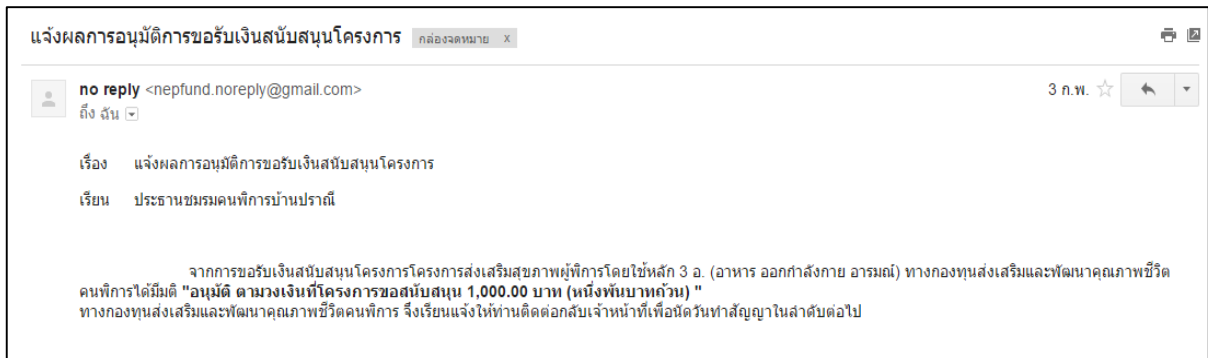 แจ้งผลการอนุมัติการขอรับเงินสนับสนุนโครงการ กล่องจดหมาย x
no reply <nepfund.noreply@gmail.com> 3 ก.พ.
ถึง ฉัน
เรื่อง แจ้งผลการอนุมัติการขอรับเงินสนับสนุนโครงการ
เรียน ประธานชมรมคนพิการบ้านปราณี
จากการขอรับเงินสนับสนุนโครงการโครงการส่งเสริมสุขภาพผู้พิการโดยใช้หลัก 3 อ. (อาหาร ออกกำลังกาย อารมณ์) ทางกองทุนส่งเสริมและพัฒนาคุณภาพชีวิต
คนพิการได้มีมติ "อนุมัติ ตามวงเงินที่โครงการขอสนับสนุน 1,000.00 บาท (หนึ่งพันบาทถ้วน) "
ทางกองทุนส่งเสริมและพัฒนาคุณภาพชีวิตคนพิการ จึงเรียนแจ้งให้ท่านติดต่อกลับเจ้าหน้าที่เพื่อนัดวันทำสัญญาในลำดับต่อไป